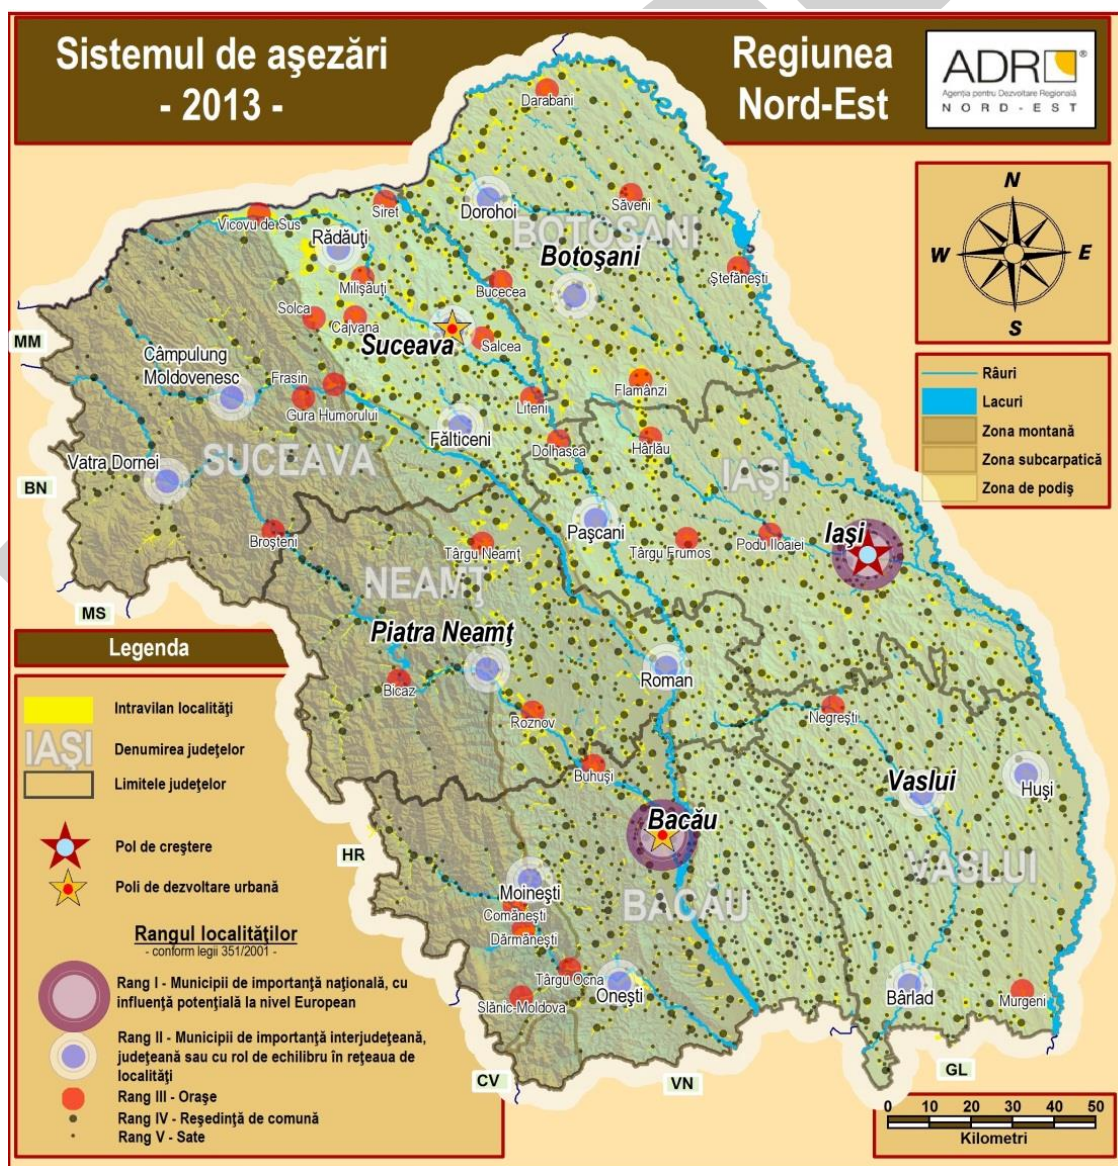 Sistemul de aşezări
- 2013 -
Regiunea
Nord-Est
ADR
®
Agenţia pentru Dezvoltare Regională
NORD-EST
N
W
E
S
Râuri
Lacuri
Zona montană
Zona subcarpatică
Zona de podiş
Darabani
Siret
Dorohoi
Săveni
Vicovu de Sus
Rădăuţi
BOTOŞANI
Botoşani
Ştefăneşti
Milişăuţi
Bucecea
Solca
Cajvana
Suceava
Salcea
MM
Câmpulung
Moldovenesc
Frasin
Gura Humorului
Liteni
Flamânzi
Fălticeni
Dolhasca
Hârlău
Vatra Dornei
SUCEAVA
IAŞI
BN
Broşteni
Târgu Neamţ
Paşcani
Târgu Frumos
Podu Iloaiei
Iaşi
NEAMŢ
MS
Piatra Neamţ
Bicaz
Roman
Roznov
Negreşti
Buhuşi
Vaslui
Huşi
Bacău
HR
Moineşti
VASLUI
BACĂU
Comăneşti
Dărmăneşti
Târgu Ocna
Oneşti
Slănic-Moldova
Bârlad
Murgeni
CV
VN
GL
Legenda
Intravilan localităţi
IAŞI
Denumirea judeţelor
Limitele judeţelor
Pol de creştere
Poli de dezvoltare urbană
Rangul localităţilor
- conform legii 351/2001 -
Rang I - Municipii de importanţă naţională, cu
influenţă potenţială la nivel European
Rang II - Municipii de importanţă interjudeţeană,
judeţeană sau cu rol de echilibru în reţeaua de
localităţi
Rang III - Oraşe
Rang IV - Reşedinţă de comună
Rang V - Sate
0 10 20 30 40 50
Kilometri